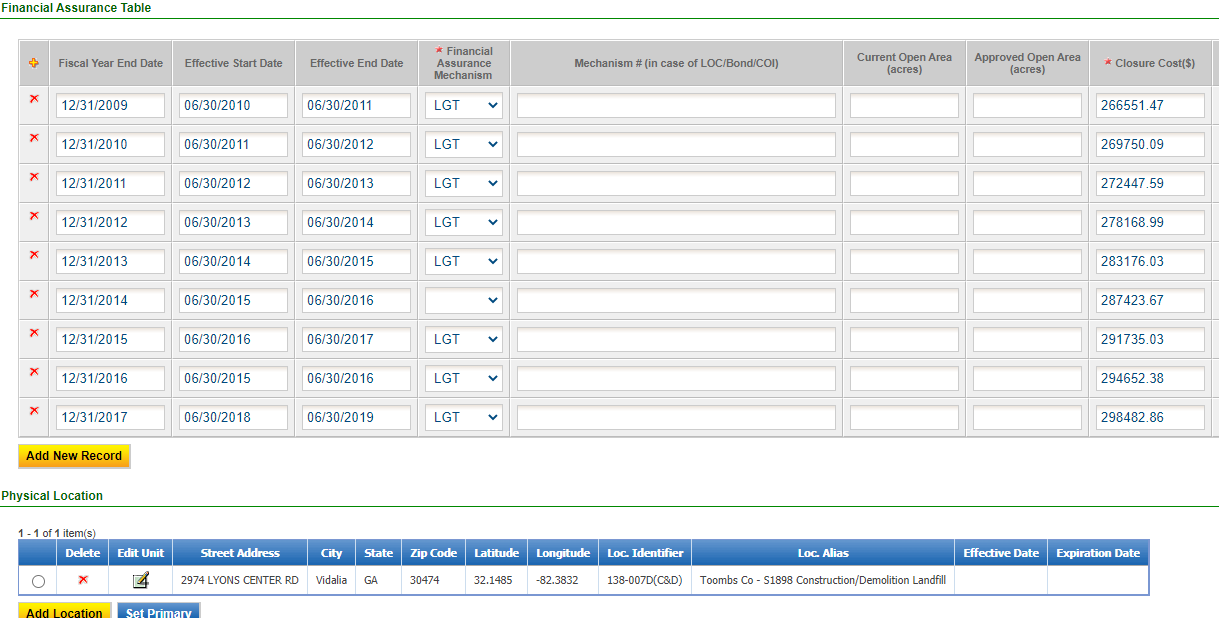 Financial Assurance Table
Fiscal Year End Date Effective Start Date Effective End Date * Financial Assurance Mechanism Mechanism # (in case of LOC/Bond/COI) Current Open Area (acres) Approved Open Area (acres) * Closure Cost($)
12/31/2009 06/30/2010 06/30/2011 LGT 266551.47
12/31/2010 06/30/2011 06/30/2012 LGT 269750.09
12/31/2011 06/30/2012 06/30/2013 LGT 272447.59
12/31/2012 06/30/2013 06/30/2014 LGT 278168.99
12/31/2013 06/30/2014 06/30/2015 LGT 283176.03
12/31/2014 06/30/2015 06/30/2016 287423.67
12/31/2015 06/30/2016 06/30/2017 LGT 291735.03
12/31/2016 06/30/2015 06/30/2016 LGT 294652.38
12/31/2017 06/30/2018 06/30/2019 LGT 298482.86
Add New Record
Physical Location
1 - 1 of 1 item(s)
Delete Edit Unit Street Address City State Zip Code Latitude Longitude Loc. Identifier Loc. Alias Effective Date Expiration Date
2974 LYONS CENTER RD Vidalia GA 30474 32.1485 -82.3832 138-007D(C&D) Toombs Co - S1898 Construction/Demolition Landfill
Add Location Set Primary